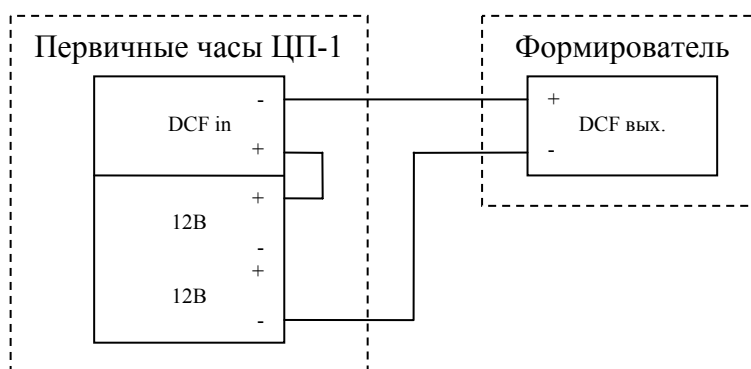 Первичные часы ЦП-1
Формирователь
-
DCF in
+
+
12В
-
+
12В
-
+
DCF вых.
-